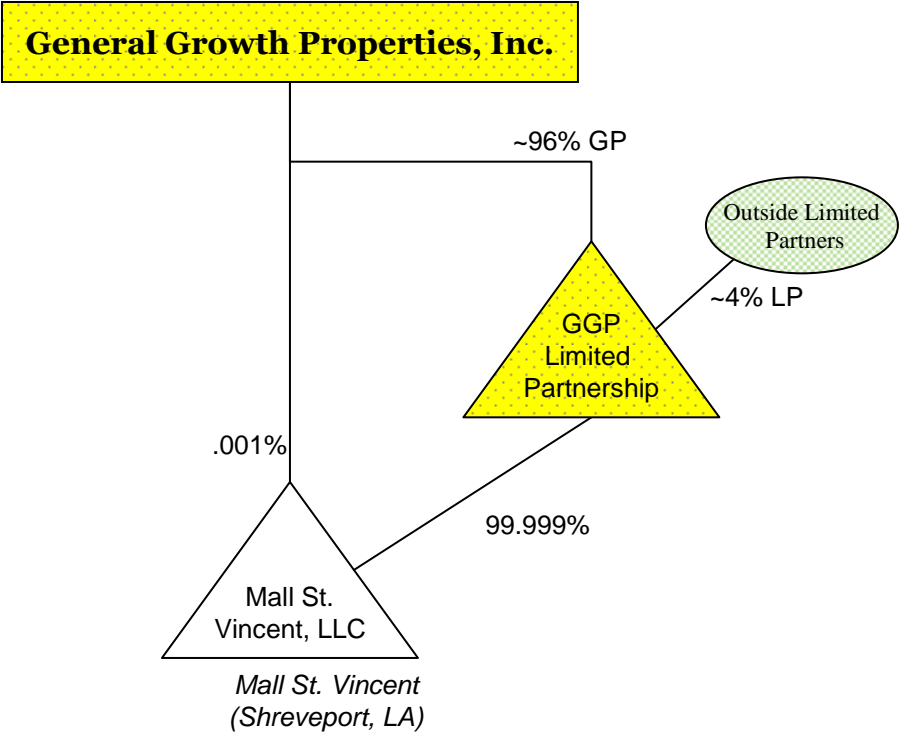 General Growth Properties, Inc.
~96% GP
Outside Limited
Partners
~4% LP
GGP
Limited
Partnership
.001%
99.999%
Mall St.
Vincent, LLC
Mall St. Vincent
(Shreveport, LA)